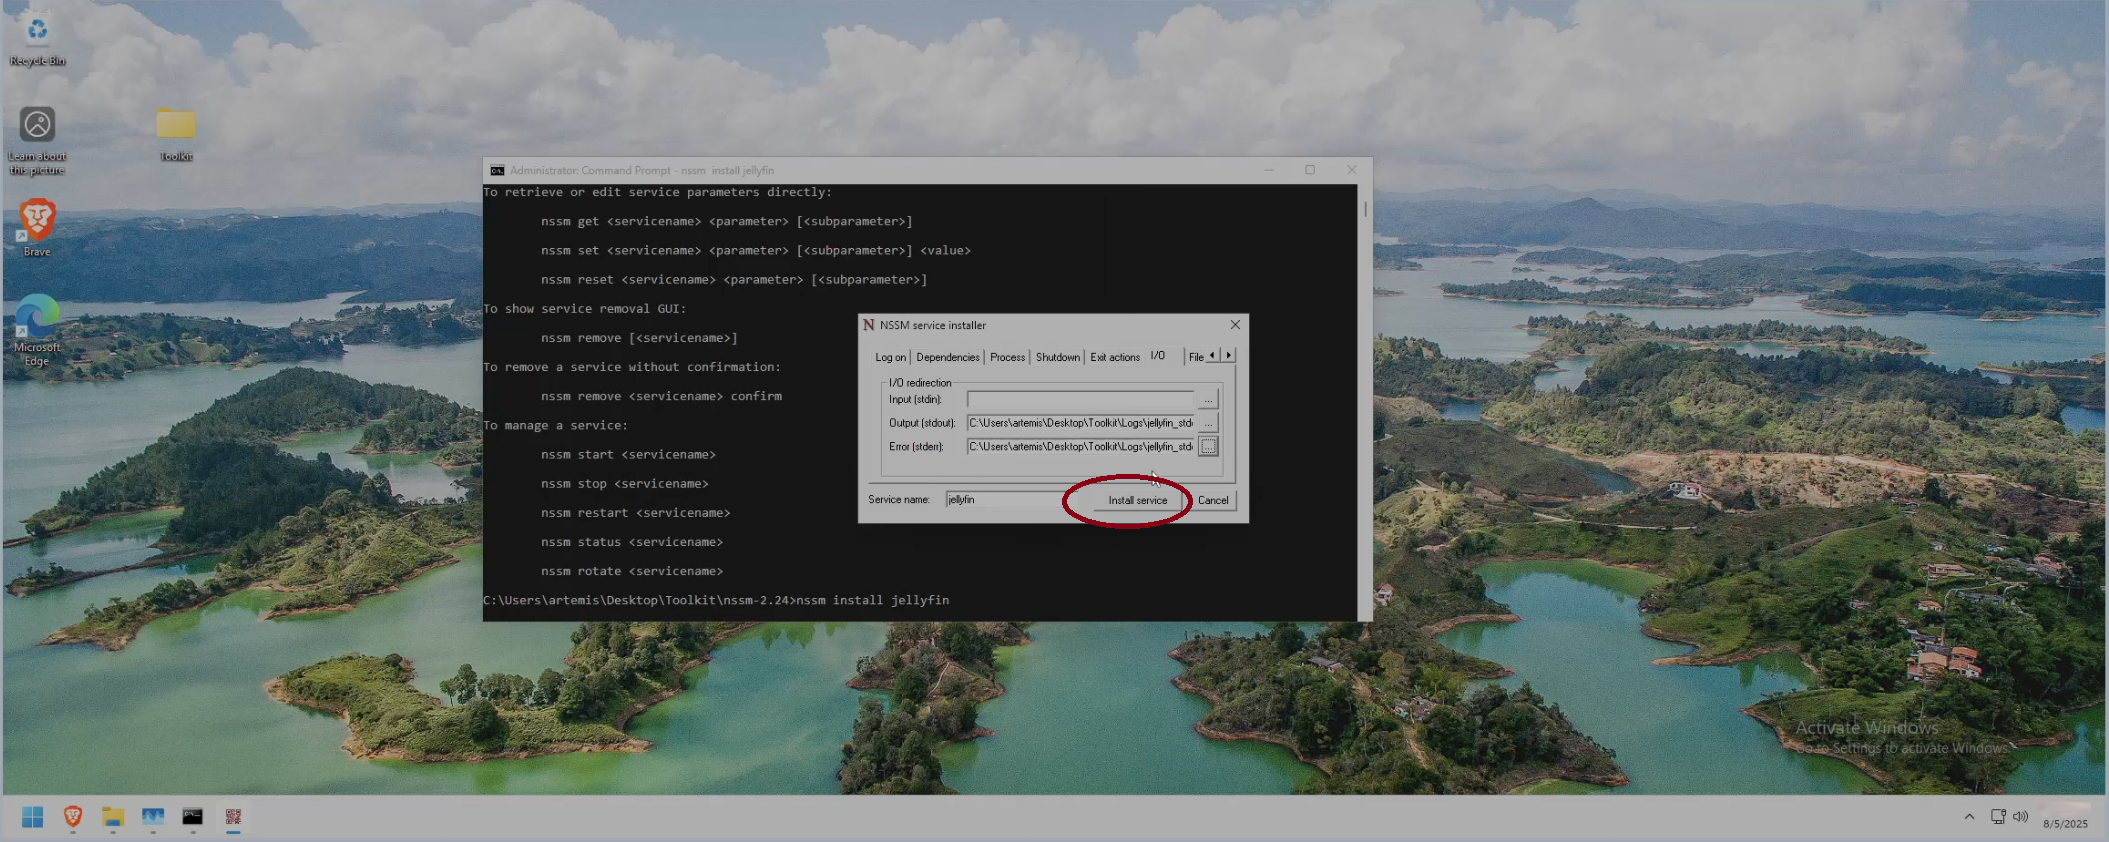 Recycle Bin
Learn about
this picture
Toolkit
Brave
Microsoft
Edge
Administrator: Command Prompt - nssm  install jellyfin
To retrieve or edit service parameters directly:
nssm get <servicename> <parameter> [<subparameter>]
nssm set <servicename> <parameter> [<subparameter>] <value>
nssm reset <servicename> <parameter> [<subparameter>]
To show service removal GUI:
nssm remove [<servicename>]
To remove a service without confirmation:
nssm remove <servicename> confirm
To manage a service:
nssm start <servicename>
nssm stop <servicename>
nssm restart <servicename>
nssm status <servicename>
nssm rotate <servicename>
C:\Users\artemis\Desktop\Toolkit\nssm-2.24>nssm install jellyfin
NSSM service installer
Log on Dependencies Process Shutdown Exit actions I/O File
I/O redirection
Input (stdin): ...
Output (stdout): C:\Users\artemis\Desktop\Toolkit\Logs\jellyfin_std ...
Error (stderr): C:\Users\artemis\Desktop\Toolkit\Logs\jellyfin_std ...
Service name: jellyfin Install service Cancel
Activate Windows
Go to Settings to activate Windows.
8/5/2025